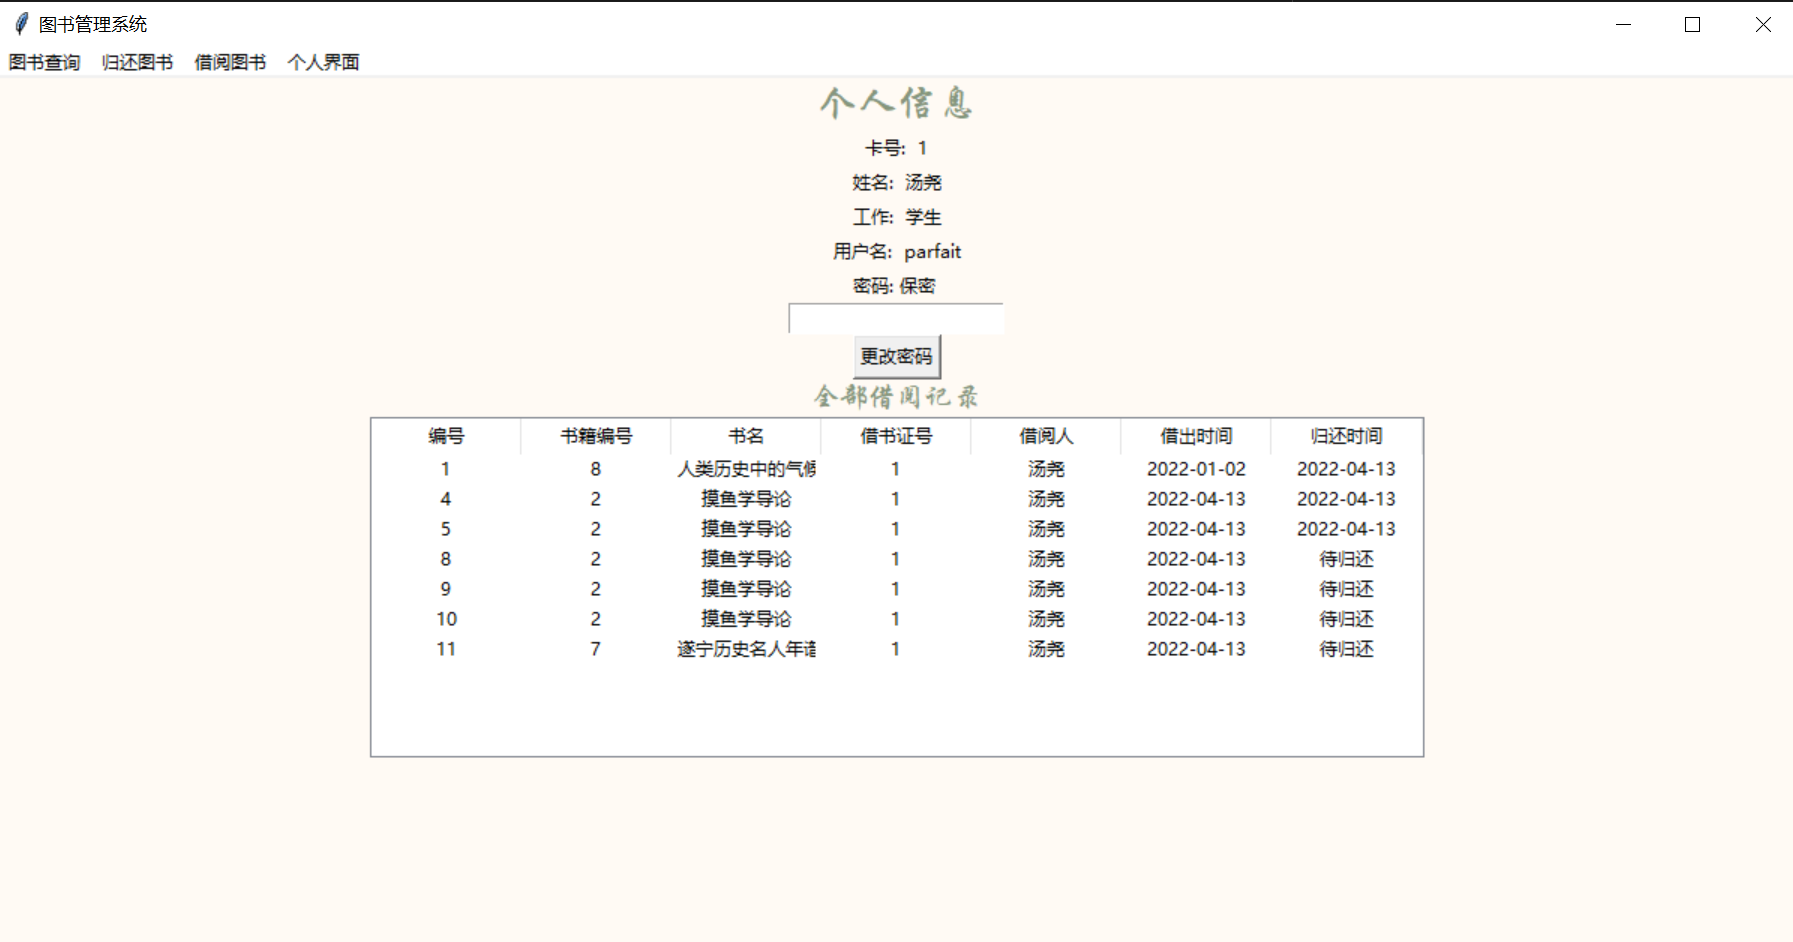 图书管理系统
图书查询 归还图书 借阅图书 个人界面
个人信息
卡号: 1
姓名: 汤尧
工作: 学生
用户名: parfait
密码: 保密
更改密码
全部借阅记录
编号 书籍编号 书名 借书证号 借阅人 借出时间 归还时间
1 8 人类历史中的气候 1 汤尧 2022-01-02 2022-04-13
4 2 摸鱼学导论 1 汤尧 2022-04-13 2022-04-13
5 2 摸鱼学导论 1 汤尧 2022-04-13 2022-04-13
8 2 摸鱼学导论 1 汤尧 2022-04-13 待归还
9 2 摸鱼学导论 1 汤尧 2022-04-13 待归还
10 2 摸鱼学导论 1 汤尧 2022-04-13 待归还
11 7 遂宁历史名人年谱 1 汤尧 2022-04-13 待归还